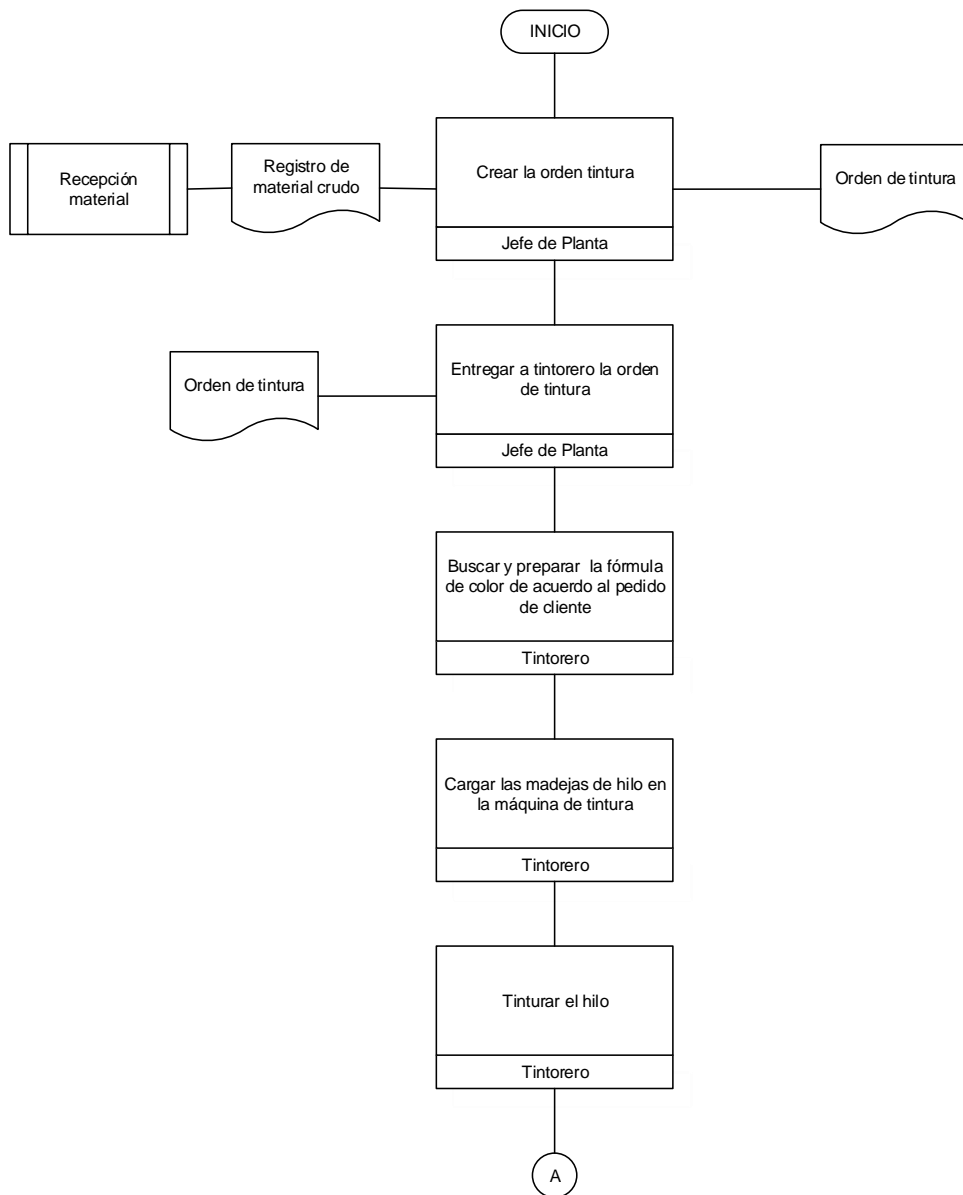 INICIO
Recepción
material
Registro de
material crudo
Crear la orden tintura
Jefe de Planta
Orden de tintura
Orden de tintura
Entregar a tintorero la orden
de tintura
Jefe de Planta
Buscar y preparar la fórmula
de color de acuerdo al pedido
de cliente
Tintorero
Cargar las madejas de hilo en
la máquina de tintura
Tintorero
Tinturar el hilo
Tintorero
A